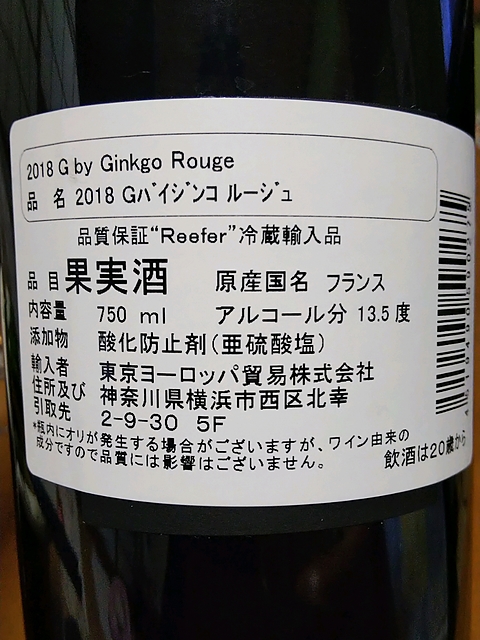 2018 G by Ginkgo Rouge
品 名 2018 Gバイジンコ ルージュ
品質保証“Reefer”冷蔵輸入品
品 目 果実酒 原産国名 フランス
内容量 750 ml アルコール分 13.5 度
添加物 酸化防止剤(亜硫酸塩)
輸入者 東京ヨーロッパ貿易株式会社
住所及び 神奈川県横浜市西区北幸
引取先 2-9-30 5F
*瓶内にオリが発生する場合がございますが、ワイン由来の
成分ですので品質には影響はございません。
飲酒は20歳から